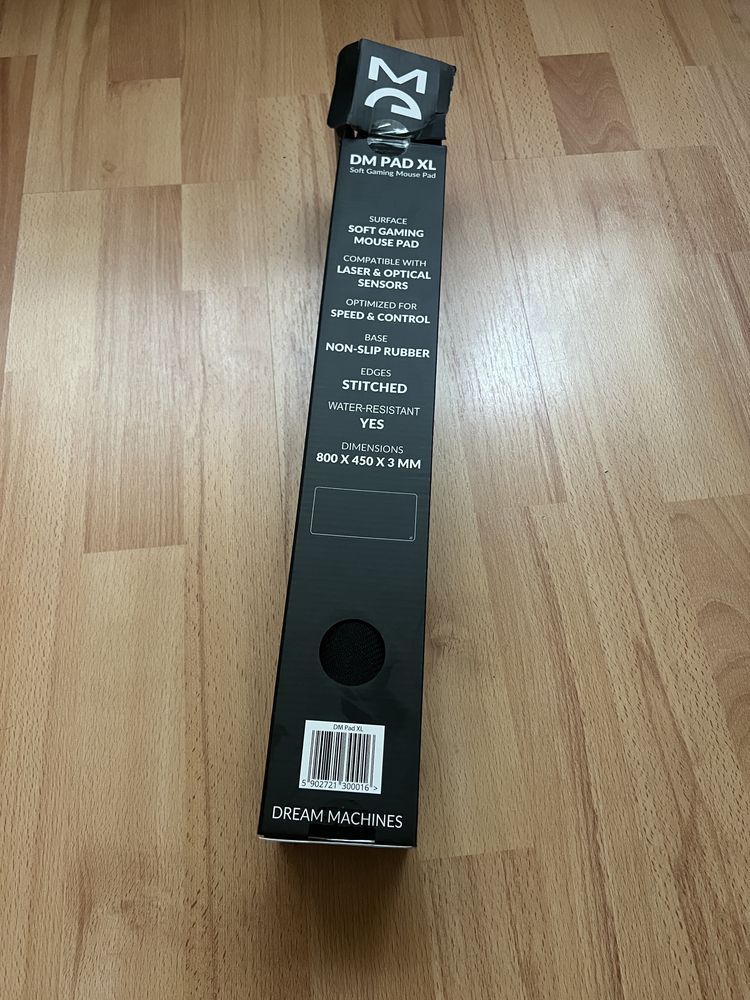 DM PAD XL
Soft Gaming Mouse Pad
SURFACE
SOFT GAMING
MOUSE PAD
COMPATIBLE WITH
LASER & OPTICAL
SENSORS
OPTIMIZED FOR
SPEED & CONTROL
BASE
NON-SLIP RUBBER
EDGES
STITCHED
WATER-RESISTANT
YES
DIMENSIONS
800 X 450 X 3 MM
DM Pad XL
5 902721 300016 >
DREAM MACHINES